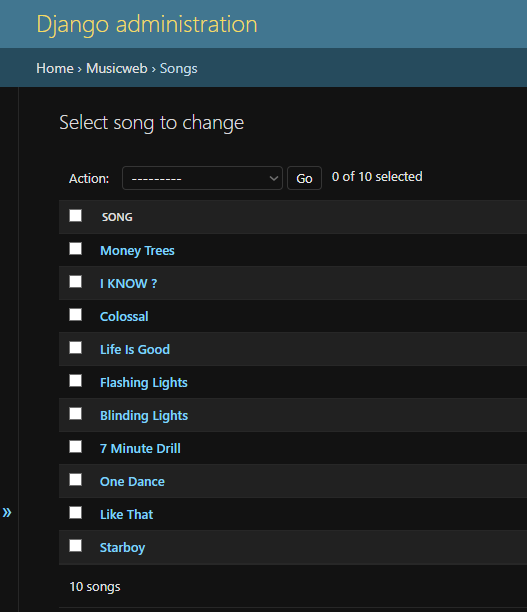 Django administration
Home › Musicweb › Songs
Select song to change
Action: --------- Go 0 of 10 selected
SONG
Money Trees
I KNOW ?
Colossal
Life Is Good
Flashing Lights
Blinding Lights
7 Minute Drill
One Dance
Like That
Starboy
10 songs
»